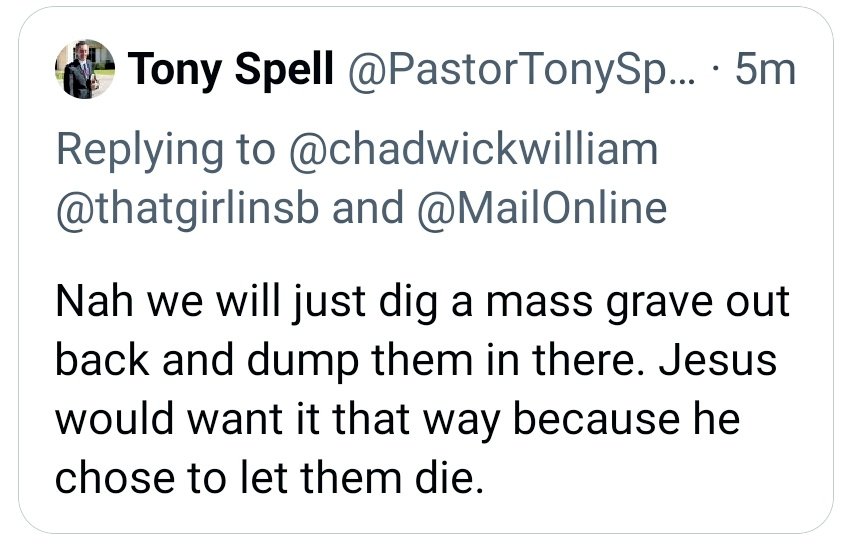 Tony Spell @PastorTonySp... · 5m
Replying to @chadwickwilliam
@thatgirlinsb and @MailOnline
Nah we will just dig a mass grave out
back and dump them in there. Jesus
would want it that way because he
chose to let them die.